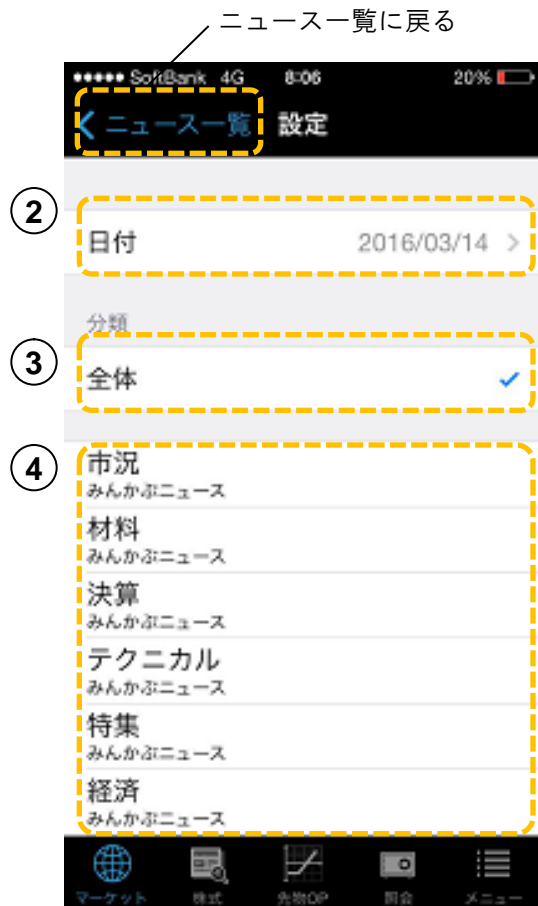 ニュース一覧に戻る
SoftBank 4G 8:06 20%
ニュース一覧 設定
②
日付 2016/03/14
分類
③
全体
④
市況
みんかぶニュース
材料
みんかぶニュース
決算
みんかぶニュース
テクニカル
みんかぶニュース
特集
みんかぶニュース
経済
みんかぶニュース
マーケット 株式 先物OP 照会 メニュー